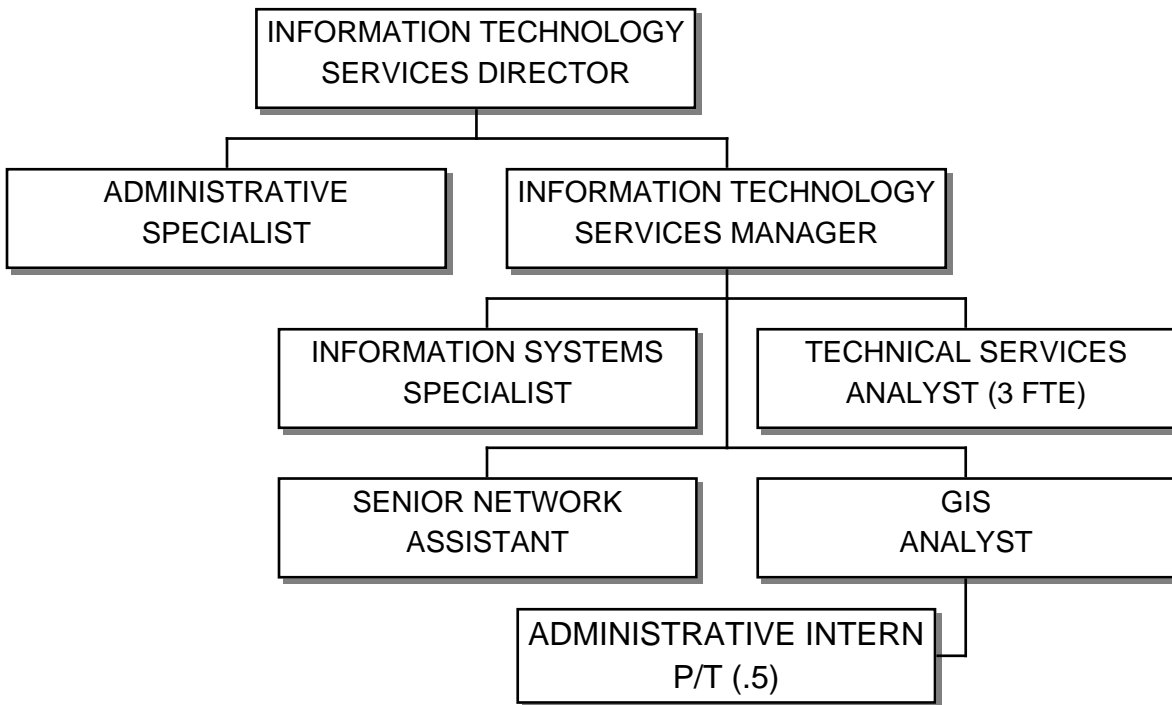 INFORMATION TECHNOLOGY
SERVICES DIRECTOR
ADMINISTRATIVE
SPECIALIST
INFORMATION TECHNOLOGY
SERVICES MANAGER
INFORMATION SYSTEMS
SPECIALIST
TECHNICAL SERVICES
ANALYST (3 FTE)
SENIOR NETWORK
ASSISTANT
GIS
ANALYST
ADMINISTRATIVE INTERN
P/T (.5)